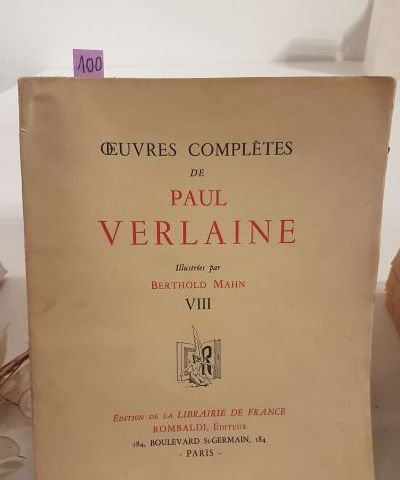 100
ŒUVRES COMPLÈTES
DE
PAUL
VERLAINE
Illustrées par
BERTHOLD MAHN
VIII
ÉDITION DE LA LIBRAIRIE DE FRANCE
ROMBALDI, ÉDITEUR
184, BOULEVARD St-GERMAIN, 184
- PARIS -